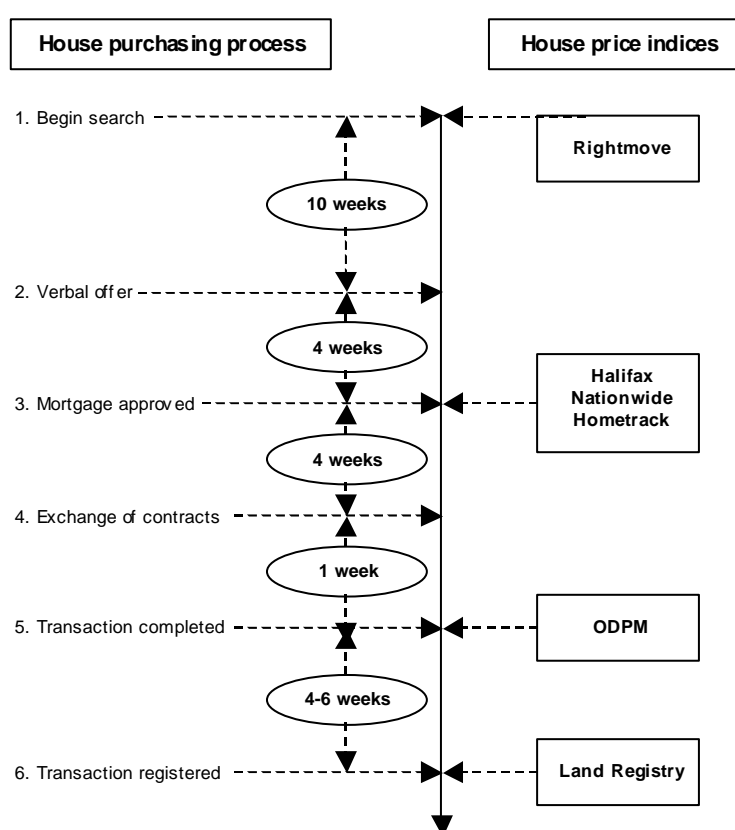 House purchasing process
House price indices
1. Begin search
Rightmove
10 weeks
2. Verbal offer
4 weeks
Halifax
Nationwide
Hometrack
3. Mortgage approved
4 weeks
4. Exchange of contracts
1 week
5. Transaction completed
ODPM
4-6 weeks
6. Transaction registered
Land Registry